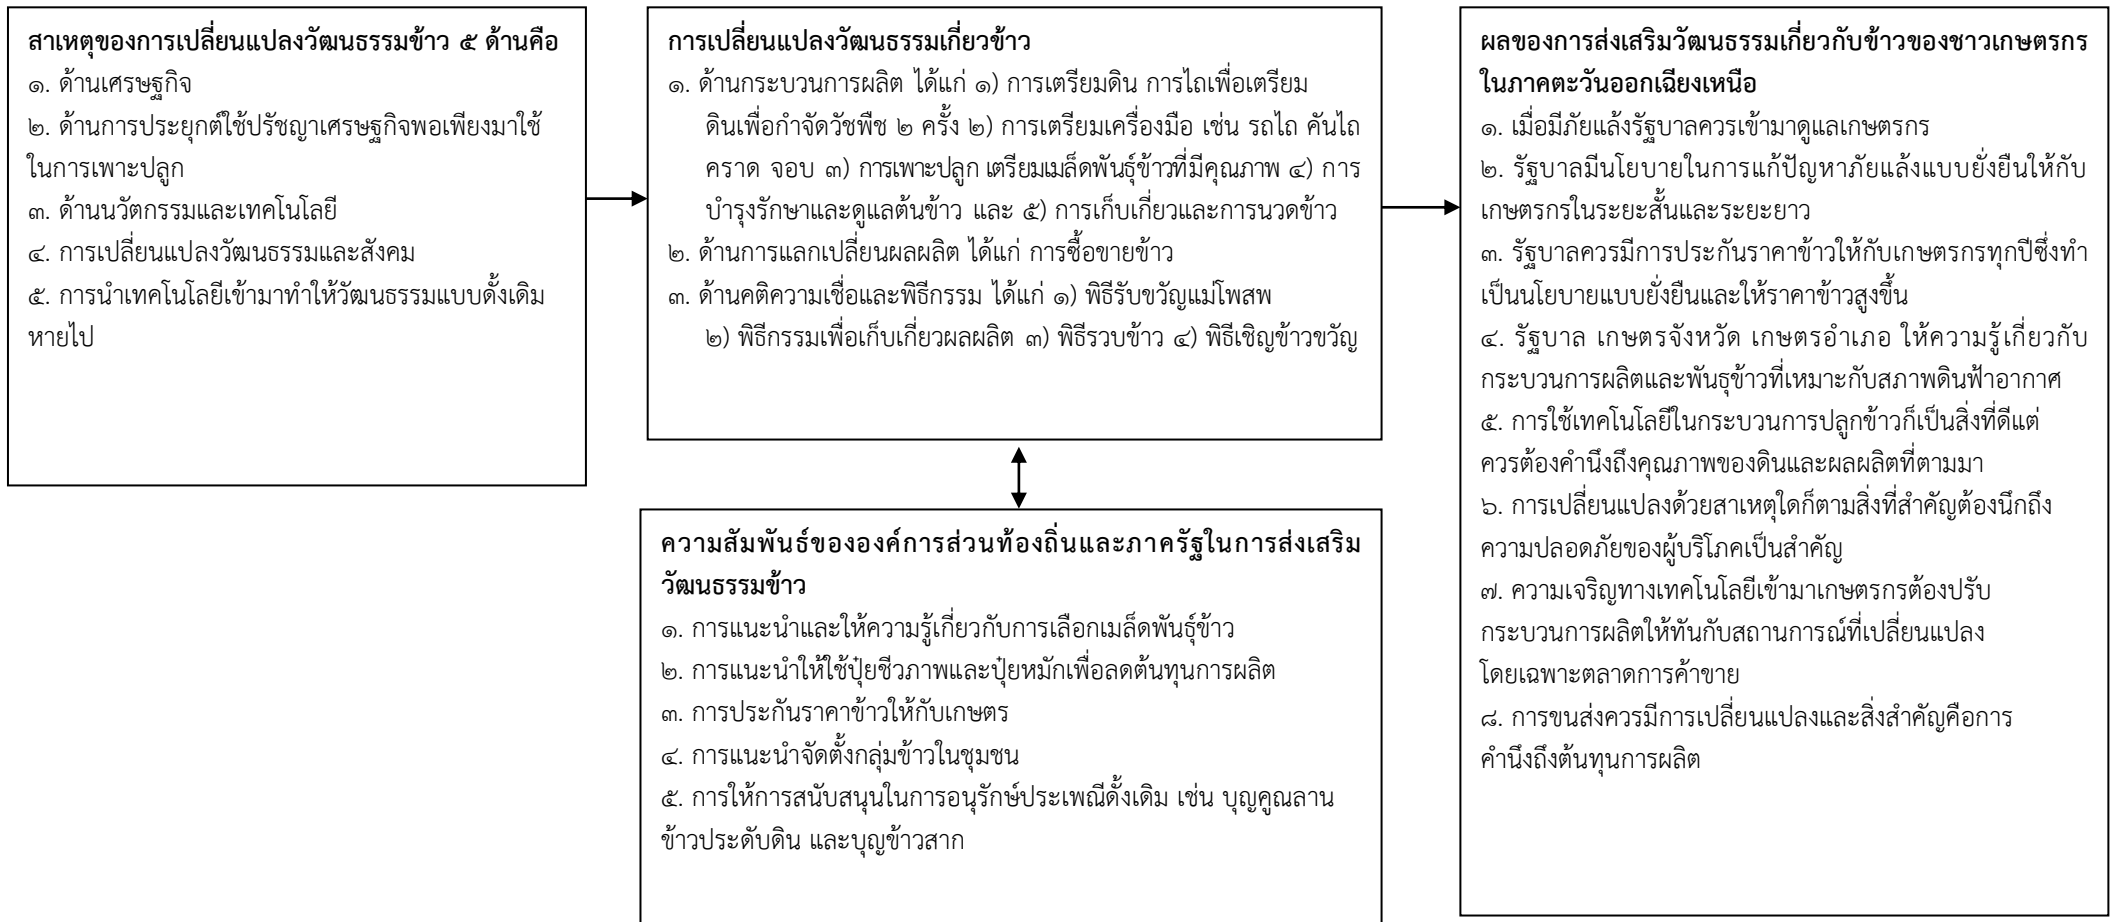 สาเหตุของการเปลี่ยนแปลงวัฒนธรรมข้าว ๕ ด้านคือ
๑. ด้านเศรษฐกิจ
๒. ด้านการประยุกต์ใช้ปรัชญาเศรษฐกิจพอเพียงมาใช้
ในการเพาะปลูก
๓. ด้านนวัตกรรมและเทคโนโลยี
๔. การเปลี่ยนแปลงวัฒนธรรมและสังคม
๕. การนำเทคโนโลยีเข้ามาทำให้วัฒนธรรมแบบดั้งเดิม
หายไป
การเปลี่ยนแปลงวัฒนธรรมเกี่ยวข้าว
๑. ด้านกระบวนการผลิต ได้แก่ ๑) การเตรียมดิน การไถเพื่อเตรียม
ดินเพื่อกำจัดวัชพืช ๒ ครั้ง ๒) การเตรียมเครื่องมือ เช่น รถไถ คันไถ
คราด จอบ ๓) การเพาะปลูก เตรียมเมล็ดพันธุ์ข้าวที่มีคุณภาพ ๔) การ
บำรุงรักษาและดูแลต้นข้าว และ ๕) การเก็บเกี่ยวและการนวดข้าว
๒. ด้านการแลกเปลี่ยนผลผลิต ได้แก่ การซื้อขายข้าว
๓. ด้านคติความเชื่อและพิธีกรรม ได้แก่ ๑) พิธีรับขวัญแม่โพสพ
๒) พิธีกรรมเพื่อเก็บเกี่ยวผลผลิต ๓) พิธีรวบข้าว ๔) พิธีเชิญข้าวขวัญ
ความสัมพันธ์ขององค์การส่วนท้องถิ่นและภาครัฐในการส่งเสริม
วัฒนธรรมข้าว
๑. การแนะนำและให้ความรู้เกี่ยวกับการเลือกเมล็ดพันธุ์ข้าว
๒. การแนะนำให้ใช้ปุ๋ยชีวภาพและปุ๋ยหมักเพื่อลดต้นทุนการผลิต
๓. การประกันราคาข้าวให้กับเกษตร
๔. การแนะนำจัดตั้งกลุ่มข้าวในชุมชน
๕. การให้การสนับสนุนในการอนุรักษ์ประเพณีดั้งเดิม เช่น บุญคูณลาน
ข้าวประดับดิน และบุญข้าวสาก
ผลของการส่งเสริมวัฒนธรรมเกี่ยวกับข้าวของชาวเกษตรกร
ในภาคตะวันออกเฉียงเหนือ
๑. เมื่อมีภัยแล้งรัฐบาลควรเข้ามาดูแลเกษตรกร
๒. รัฐบาลมีนโยบายในการแก้ปัญหาภัยแล้งแบบยั่งยืนให้กับ
เกษตรกรในระยะสั้นและระยะยาว
๓. รัฐบาลควรมีการประกันราคาข้าวให้กับเกษตรกรทุกปีซึ่งทำ
เป็นนโยบายแบบยั่งยืนและให้ราคาข้าวสูงขึ้น
๔. รัฐบาล เกษตรจังหวัด เกษตรอำเภอ ให้ความรู้เกี่ยวกับ
กระบวนการผลิตและพันธุข้าวที่เหมาะกับสภาพดินฟ้าอากาศ
๕. การใช้เทคโนโลยีในกระบวนการปลูกข้าวก็เป็นสิ่งที่ดีแต่
ควรต้องคำนึงถึงคุณภาพของดินและผลผลิตที่ตามมา
๖. การเปลี่ยนแปลงด้วยสาเหตุใดก็ตามสิ่งที่สำคัญต้องนึกถึง
ความปลอดภัยของผู้บริโภคเป็นสำคัญ
๗. ความเจริญทางเทคโนโลยีเข้ามาเกษตรกรต้องปรับ
กระบวนการผลิตให้ทันกับสถานการณ์ที่เปลี่ยนแปลง
โดยเฉพาะตลาดการค้าขาย
๘. การขนส่งควรมีการเปลี่ยนแปลงและสิ่งสำคัญคือการ
คำนึงถึงต้นทุนการผลิต